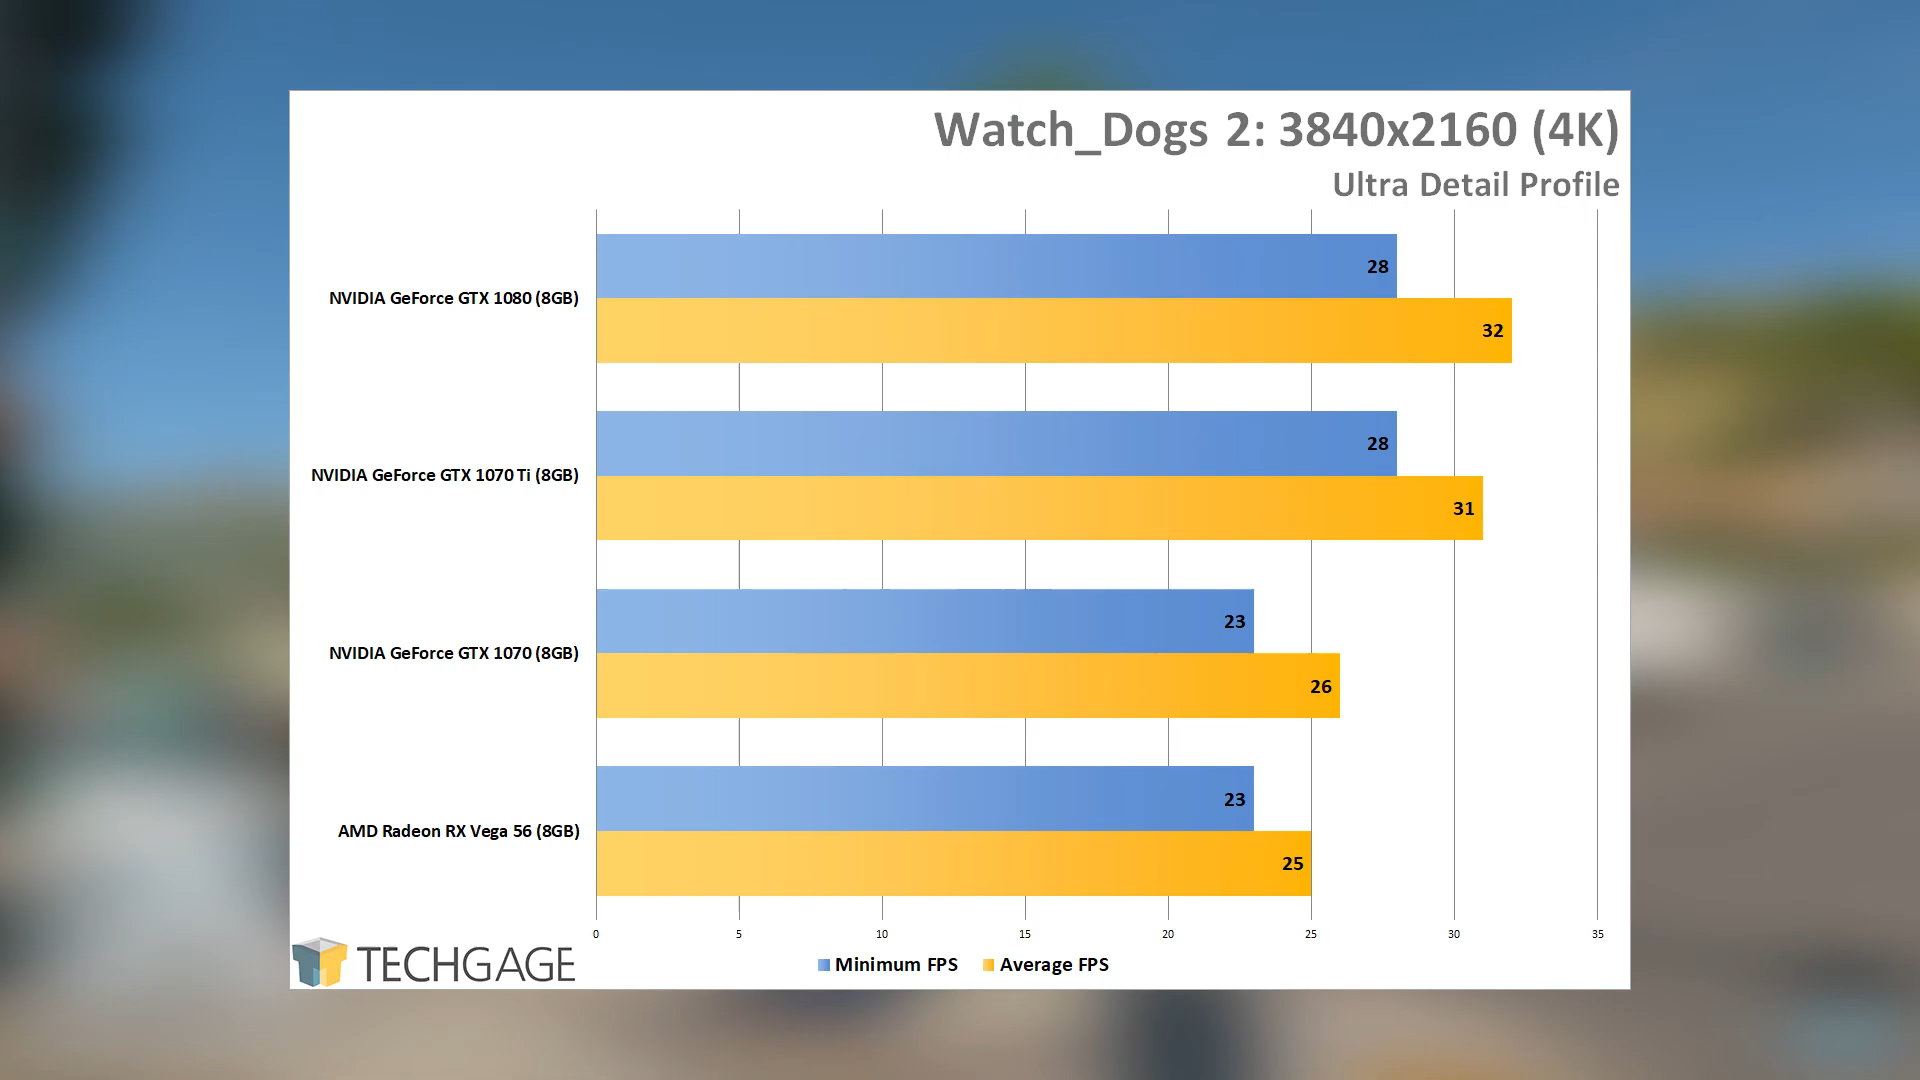 Watch_Dogs 2: 3840x2160 (4K)
Ultra Detail Profile
NVIDIA GeForce GTX 1080 (8GB)
28
32
NVIDIA GeForce GTX 1070 Ti (8GB)
28
31
NVIDIA GeForce GTX 1070 (8GB)
23
26
AMD Radeon RX Vega 56 (8GB)
23
25
0 5 10 15 20 25 30 35
Minimum FPS Average FPS
TECHGAGE